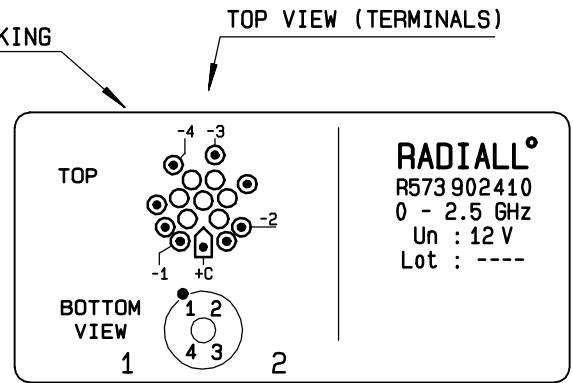 TOP VIEW (TERMINALS)
-4 -3
TOP
-2
-1 +C
BOTTOM
VIEW
1 2
4 3
1 2
RADIALL°
R573 902410
0 - 2.5 GHz
Un : 12 V
Lot : ----